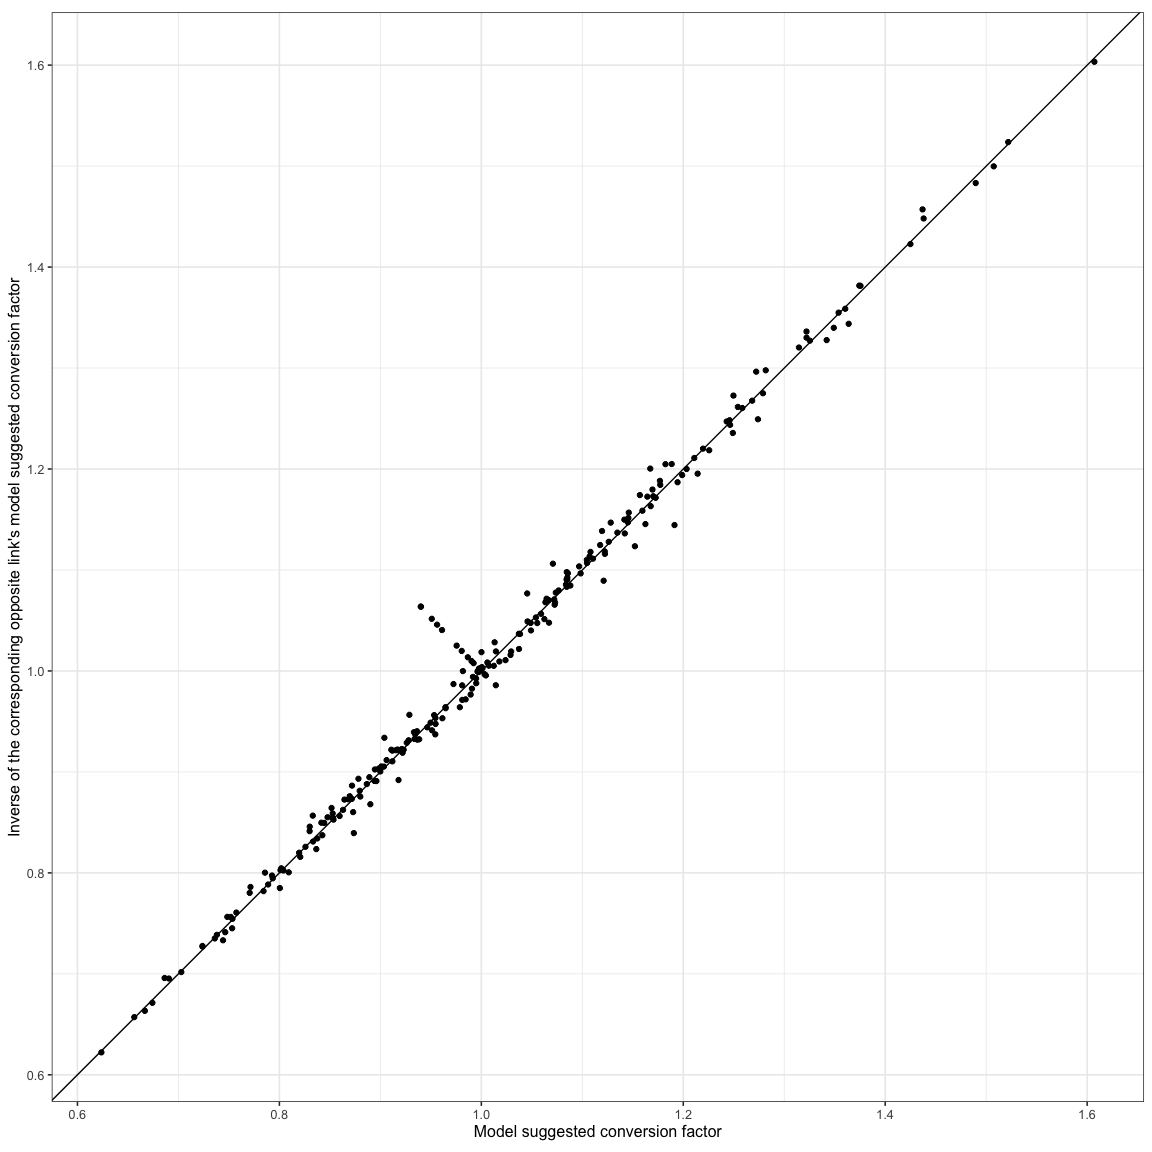 Inverse of the corresponding opposite link's model suggested conversion factor
1.6
1.4
1.2
1.0
0.8
0.6
0.6 0.8 1.0 1.2 1.4 1.6
Model suggested conversion factor